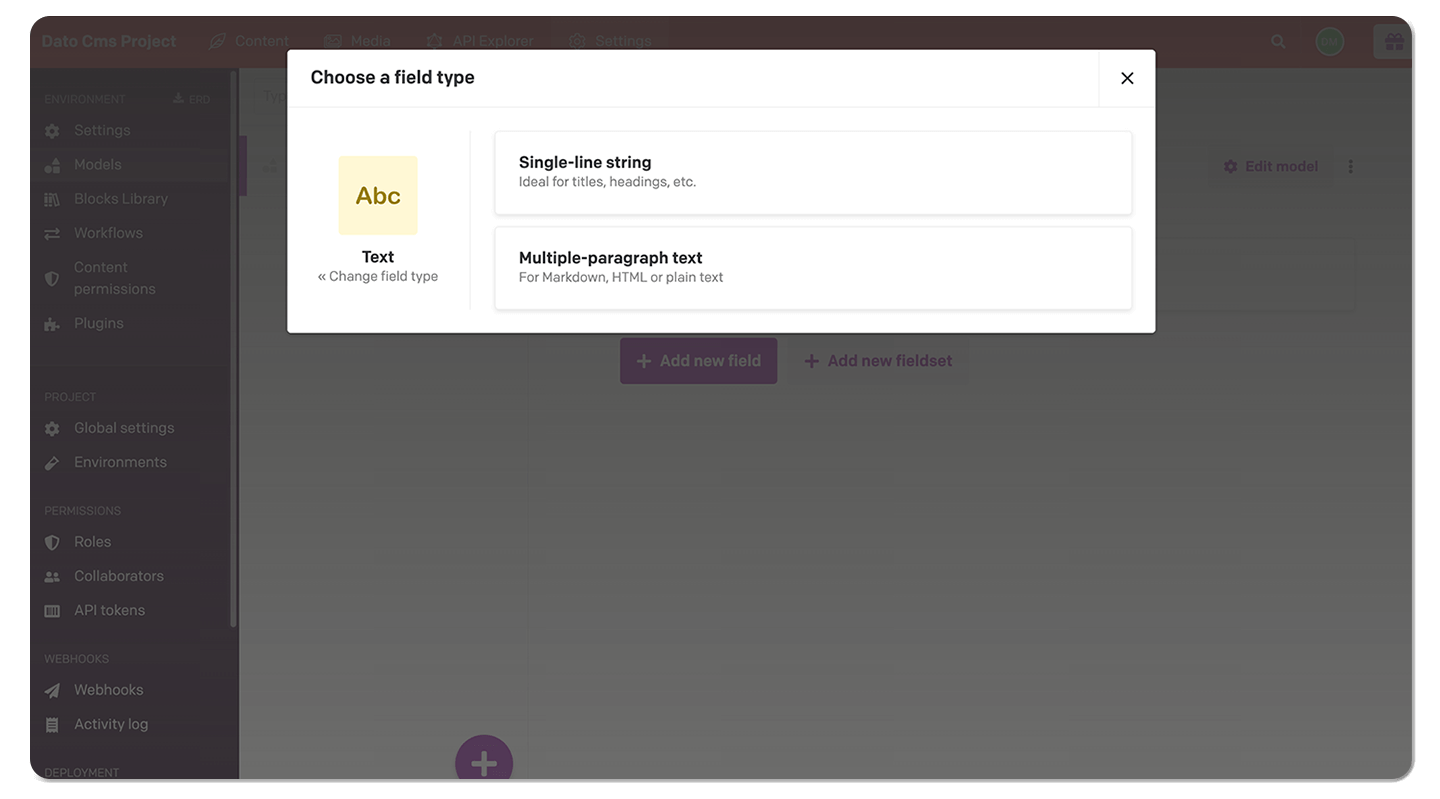 Dato Cms Project
Content
Media
API Explorer
Settings
Choose a field type
Abc
Text
« Change field type
Single-line string
Ideal for titles, headings, etc.
Multiple-paragraph text
For Markdown, HTML or plain text
ENVIRONMENT
ERD
Settings
Models
Blocks Library
Workflows
Content
permissions
Plugins
Edit model
Add new field
Add new fieldset
PROJECT
Global settings
Environments
PERMISSIONS
Roles
Collaborators
API tokens
WEBHOOKS
Webhooks
Activity log
DEPLOYMENT